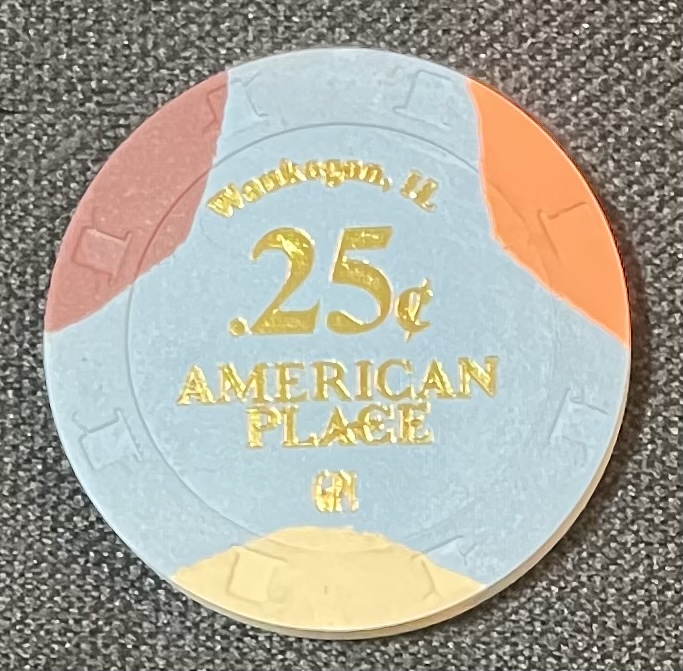 Waukegan, IL
.25¢
AMERICAN
PLACE